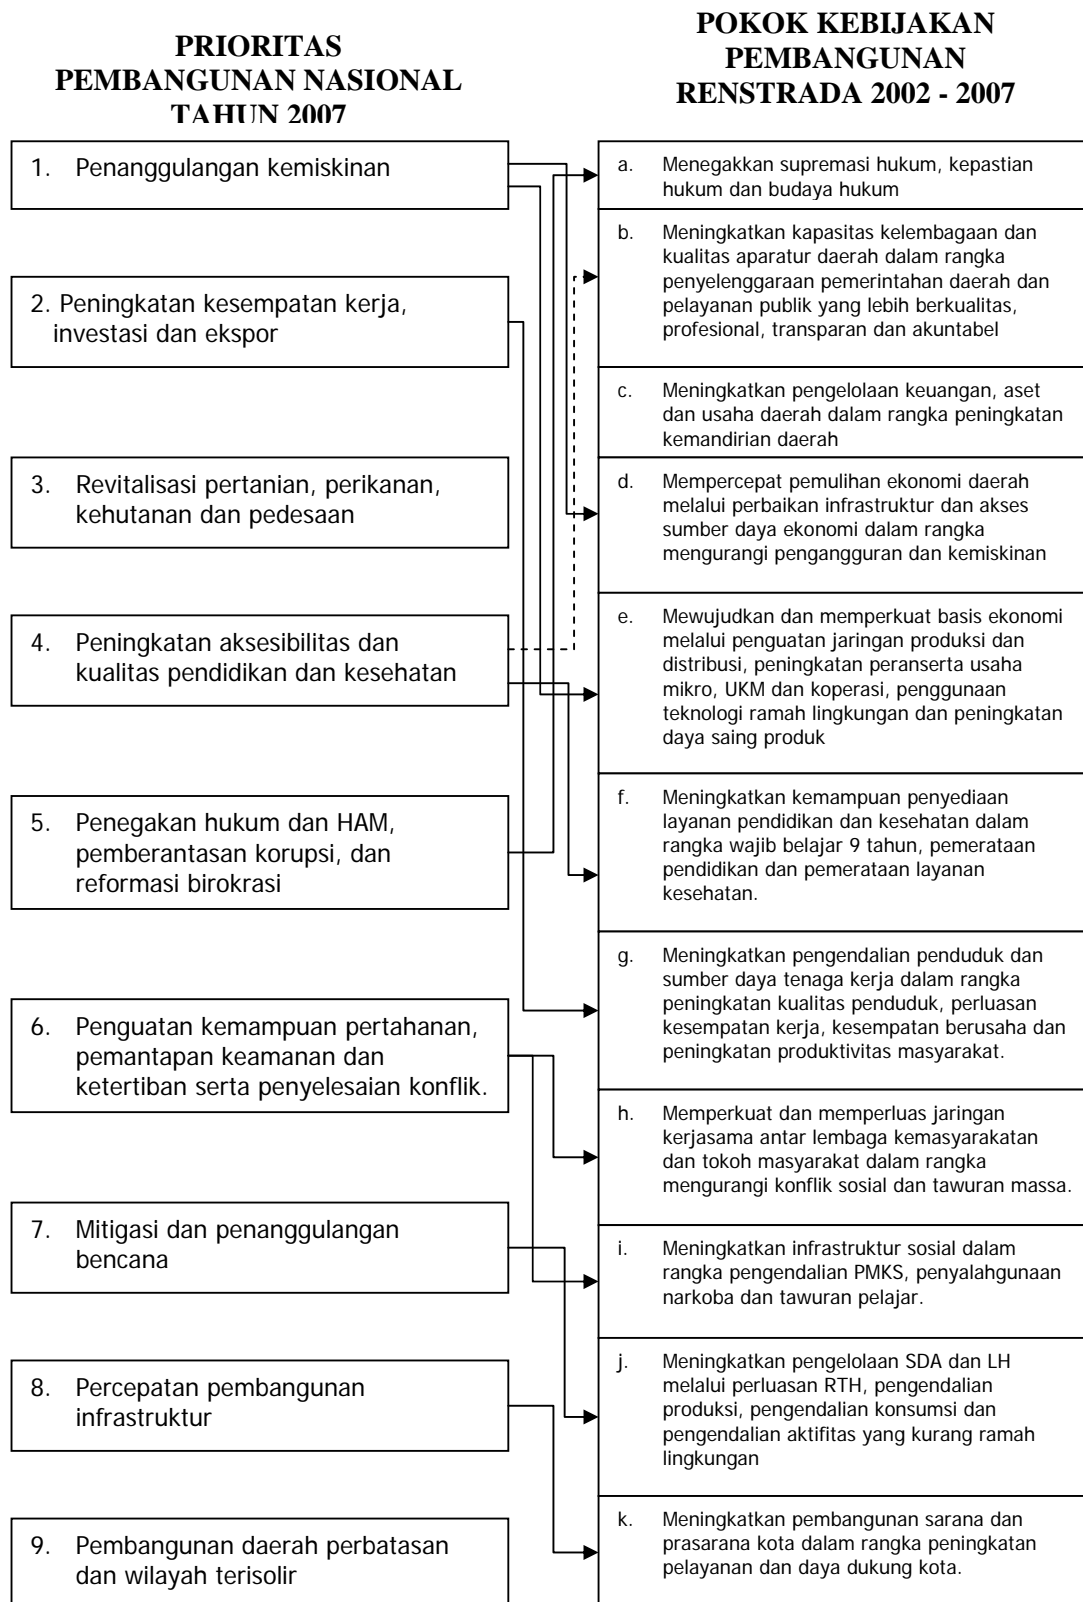 PRIORITAS
PEMBANGUNAN NASIONAL
TAHUN 2007
1. Penanggulangan kemiskinan
2. Peningkatan kesempatan kerja,
investasi dan ekspor
3. Revitalisasi pertanian, perikanan,
kehutanan dan pedesaan
4. Peningkatan aksesibilitas dan
kualitas pendidikan dan kesehatan
5. Penegakan hukum dan HAM,
pemberantasan korupsi, dan
reformasi birokrasi
6. Penguatan kemampuan pertahanan,
pemantapan keamanan dan
ketertiban serta penyelesaian konflik.
7. Mitigasi dan penanggulangan
bencana
8. Percepatan pembangunan
infrastruktur
9. Pembangunan daerah perbatasan
dan wilayah terisolir
POKOK KEBIJAKAN
PEMBANGUNAN
RENSTRADA 2002 - 2007
a. Menegakkan supremasi hukum, kepastian
hukum dan budaya hukum
b. Meningkatkan kapasitas kelembagaan dan
kualitas aparatur daerah dalam rangka
penyelenggaraan pemerintahan daerah dan
pelayanan publik yang lebih berkualitas,
profesional, transparan dan akuntabel
c. Meningkatkan pengelolaan keuangan, aset
dan usaha daerah dalam rangka peningkatan
kemandirian daerah
d. Mempercepat pemulihan ekonomi daerah
melalui perbaikan infrastruktur dan akses
sumber daya ekonomi dalam rangka
mengurangi pengangguran dan kemiskinan
e. Mewujudkan dan memperkuat basis ekonomi
melalui penguatan jaringan produksi dan
distribusi, peningkatan peranserta usaha
mikro, UKM dan koperasi, penggunaan
teknologi ramah lingkungan dan peningkatan
daya saing produk
f. Meningkatkan kemampuan penyediaan
layanan pendidikan dan kesehatan dalam
rangka wajib belajar 9 tahun, pemerataan
pendidikan dan pemerataan layanan
kesehatan.
g. Meningkatkan pengendalian penduduk dan
sumber daya tenaga kerja dalam rangka
peningkatan kualitas penduduk, perluasan
kesempatan kerja, kesempatan berusaha dan
peningkatan produktivitas masyarakat.
h. Memperkuat dan memperluas jaringan
kerjasama antar lembaga kemasyarakatan
dan tokoh masyarakat dalam rangka
mengurangi konflik sosial dan tawuran massa.
i. Meningkatkan infrastruktur sosial dalam
rangka pengendalian PMKS, penyalahgunaan
narkoba dan tawuran pelajar.
j. Meningkatkan pengelolaan SDA dan LH
melalui perluasan RTH, pengendalian
produksi, pengendalian konsumsi dan
pengendalian aktifitas yang kurang ramah
lingkungan
k. Meningkatkan pembangunan sarana dan
prasarana kota dalam rangka peningkatan
pelayanan dan daya dukung kota.